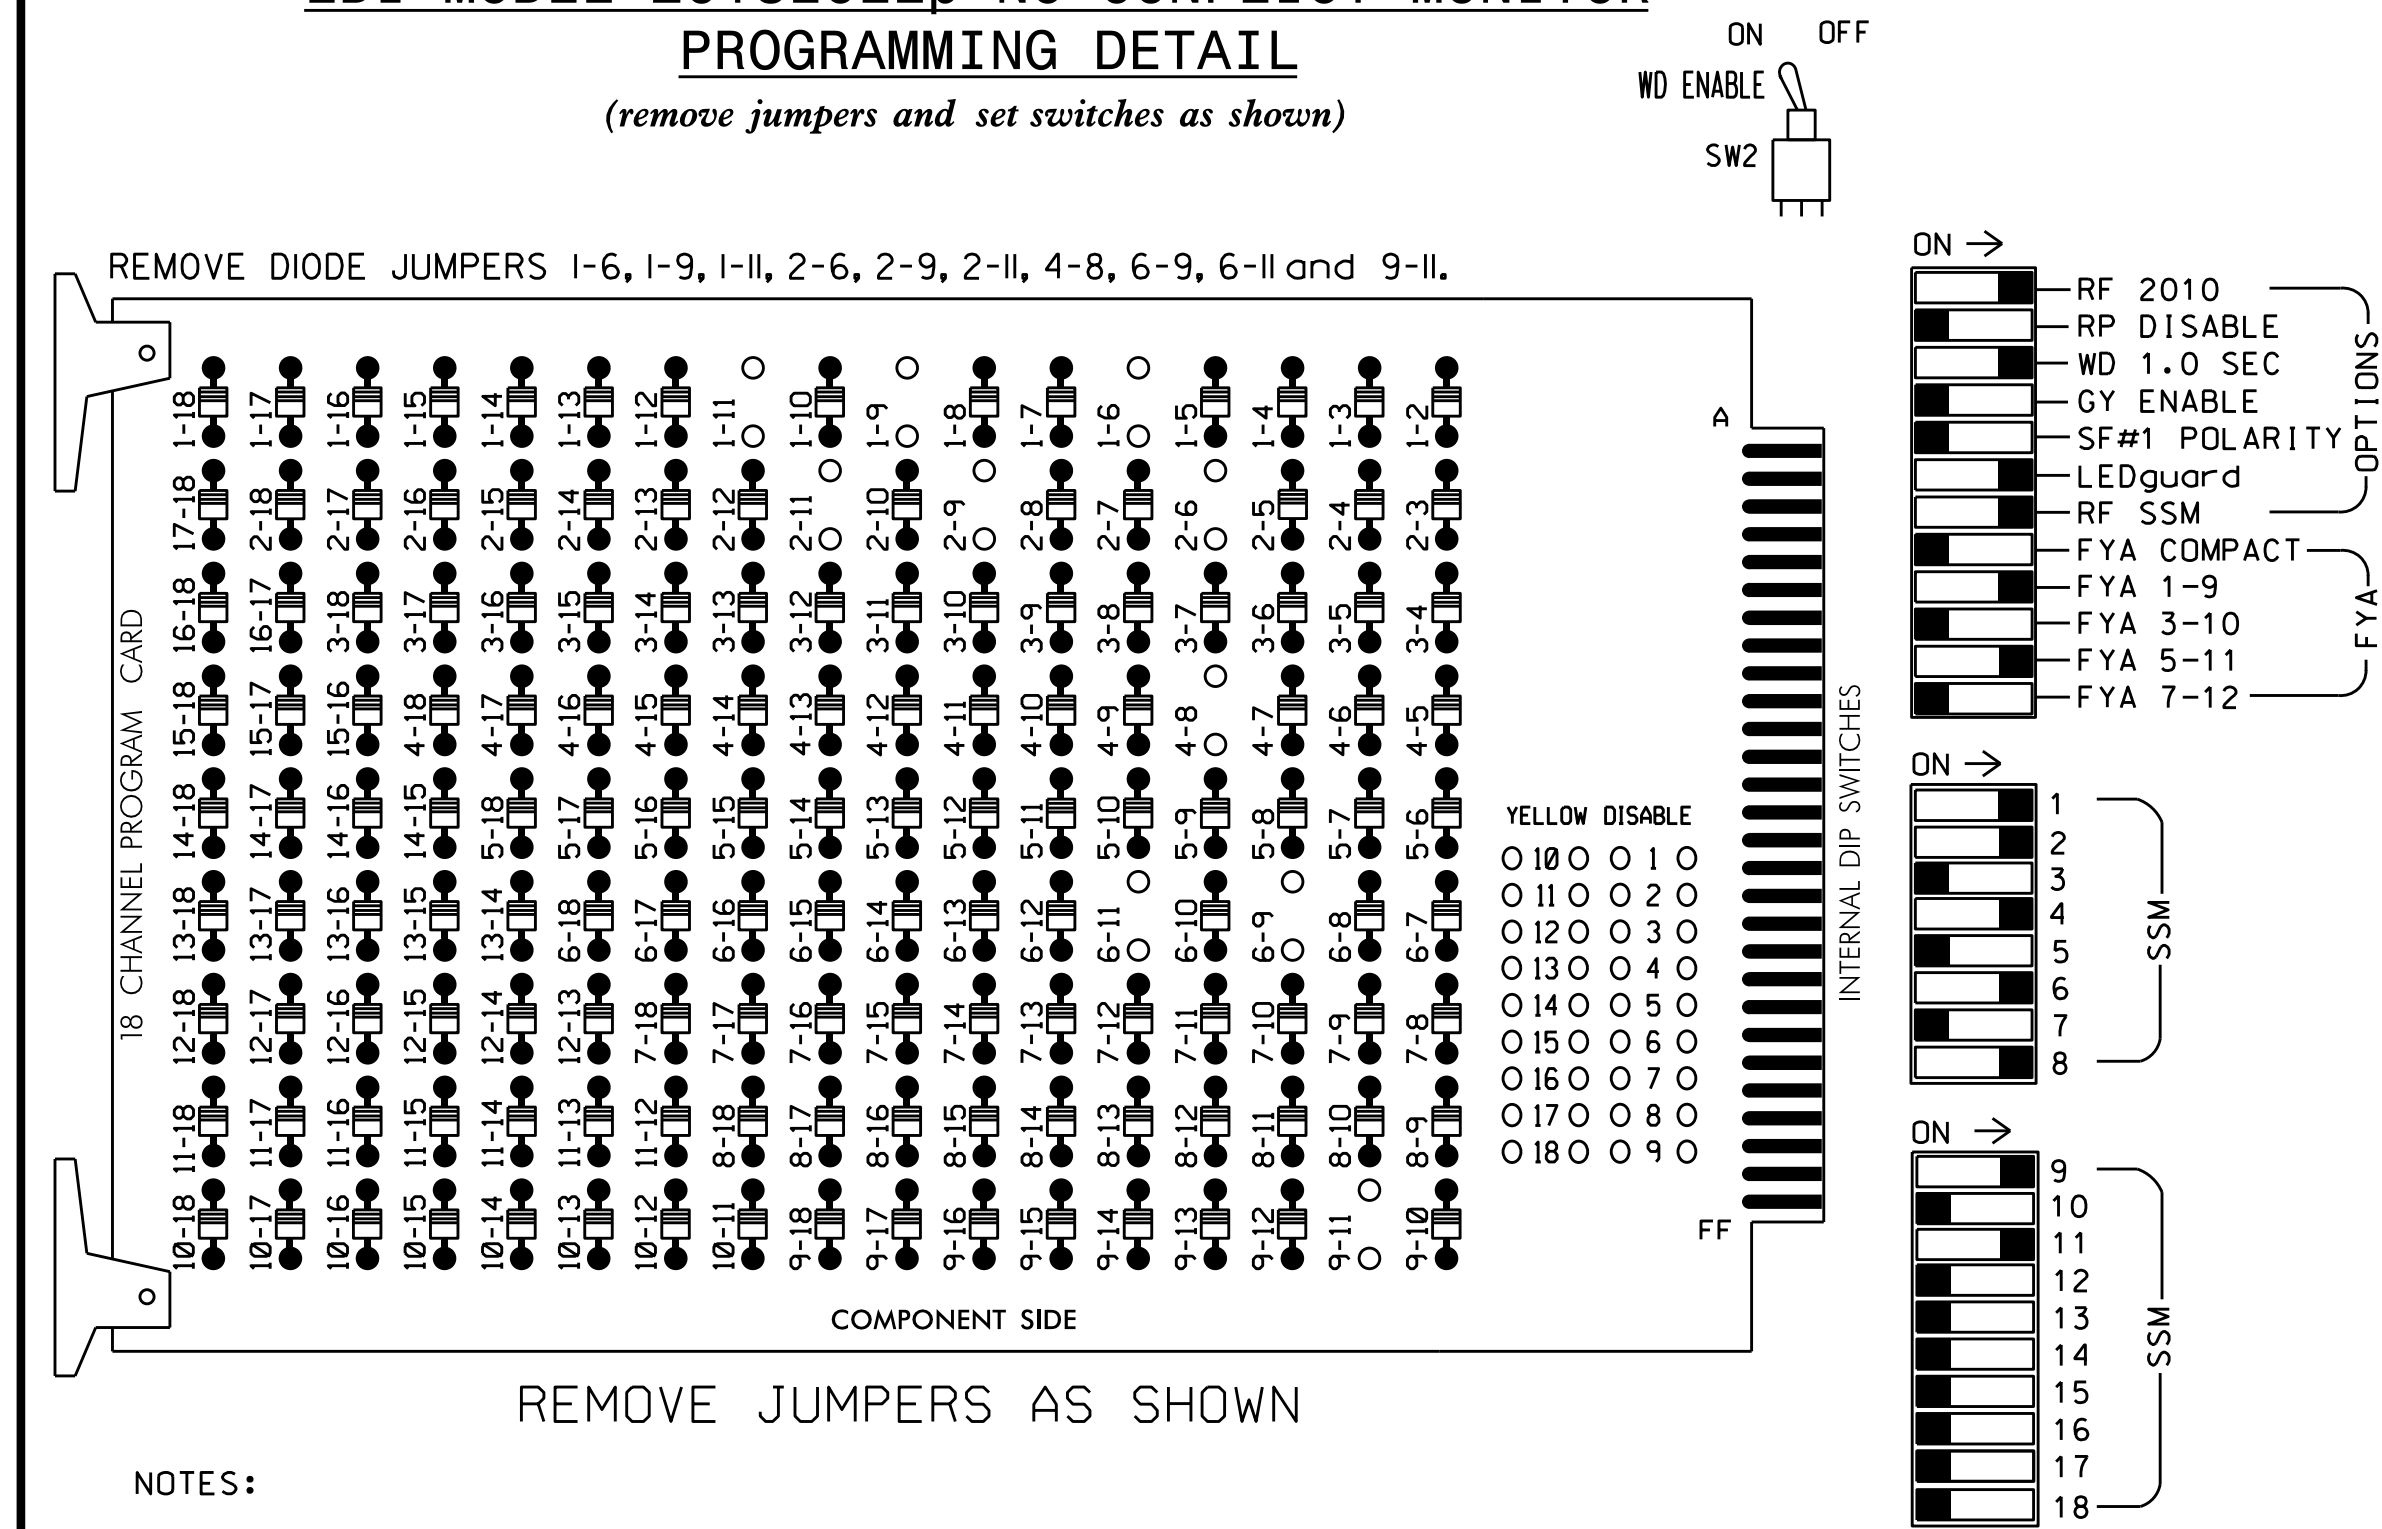 PROGRAMMING DETAIL
(remove jumpers and set switches as shown)
ON OFF
WD ENABLE
SW2
REMOVE DIODE JUMPERS 1-6, 1-9, 1-11, 2-6, 2-9, 2-11, 4-8, 6-9, 6-11 and 9-11.
18 CHANNEL PROGRAM CARD
1-18 1-17 1-16 1-15 1-14 1-13 1-12 1-11 1-10 1-9 1-8 1-7 1-6 1-5 1-4 1-3 1-2
17-18 2-18 2-17 2-16 2-15 2-14 2-13 2-12 2-11 2-10 2-9 2-8 2-7 2-6 2-5 2-4 2-3
16-18 16-17 3-18 3-17 3-16 3-15 3-14 3-13 3-12 3-11 3-10 3-9 3-8 3-7 3-6 3-5 3-4
15-18 15-17 15-16 4-18 4-17 4-16 4-15 4-14 4-13 4-12 4-11 4-10 4-9 4-8 4-7 4-6 4-5
14-18 14-17 14-16 14-15 5-18 5-17 5-16 5-15 5-14 5-13 5-12 5-11 5-10 5-9 5-8 5-7 5-6
13-18 13-17 13-16 13-15 13-14 6-18 6-17 6-16 6-15 6-14 6-13 6-12 6-11 6-10 6-9 6-8 6-7
12-18 12-17 12-16 12-15 12-14 12-13 7-18 7-17 7-16 7-15 7-14 7-13 7-12 7-11 7-10 7-9 7-8
11-18 11-17 11-16 11-15 11-14 11-13 11-12 8-18 8-17 8-16 8-15 8-14 8-13 8-12 8-11 8-10 8-9
10-18 10-17 10-16 10-15 10-14 10-13 10-12 10-11 9-18 9-17 9-16 9-15 9-14 9-13 9-12 9-11 9-10
YELLOW DISABLE
10 1
11 2
12 3
13 4
14 5
15 6
16 7
17 8
18 9
A
FF
COMPONENT SIDE
INTERNAL DIP SWITCHES
ON
RF 2010
RP DISABLE
WD 1.0 SEC
GY ENABLE
SF#1 POLARITY
LEDguard
RF SSM
OPTIONS
FYA COMPACT
FYA 1-9
FYA 3-10
FYA 5-11
FYA 7-12
FYA
ON
1
2
3
4
5
6
7
8
SSM
ON
9
10
11
12
13
14
15
16
17
18
SSM
REMOVE JUMPERS AS SHOWN
NOTES: